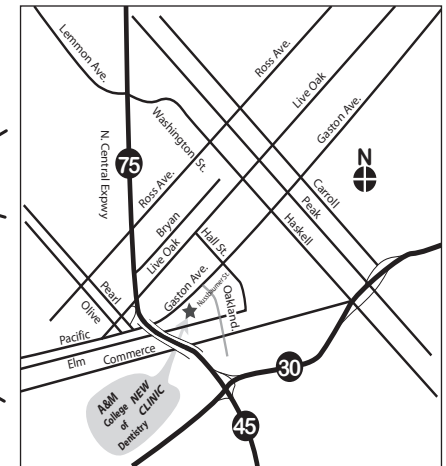 Lemmon Ave.
Ross Ave.
Live Oak
Gaston Ave.
Washington St.
N. Central Expwy
75
N
Ross Ave.
Carroll
Peak
Haskell
Bryan
Live Oak
Hall St.
Pearl
Olive
Gaston Ave.
Nussbaumer St.
Oakland
Pacific
Elm
Commerce
A&M NEW
College CLINIC
of
Dentistry
30
45